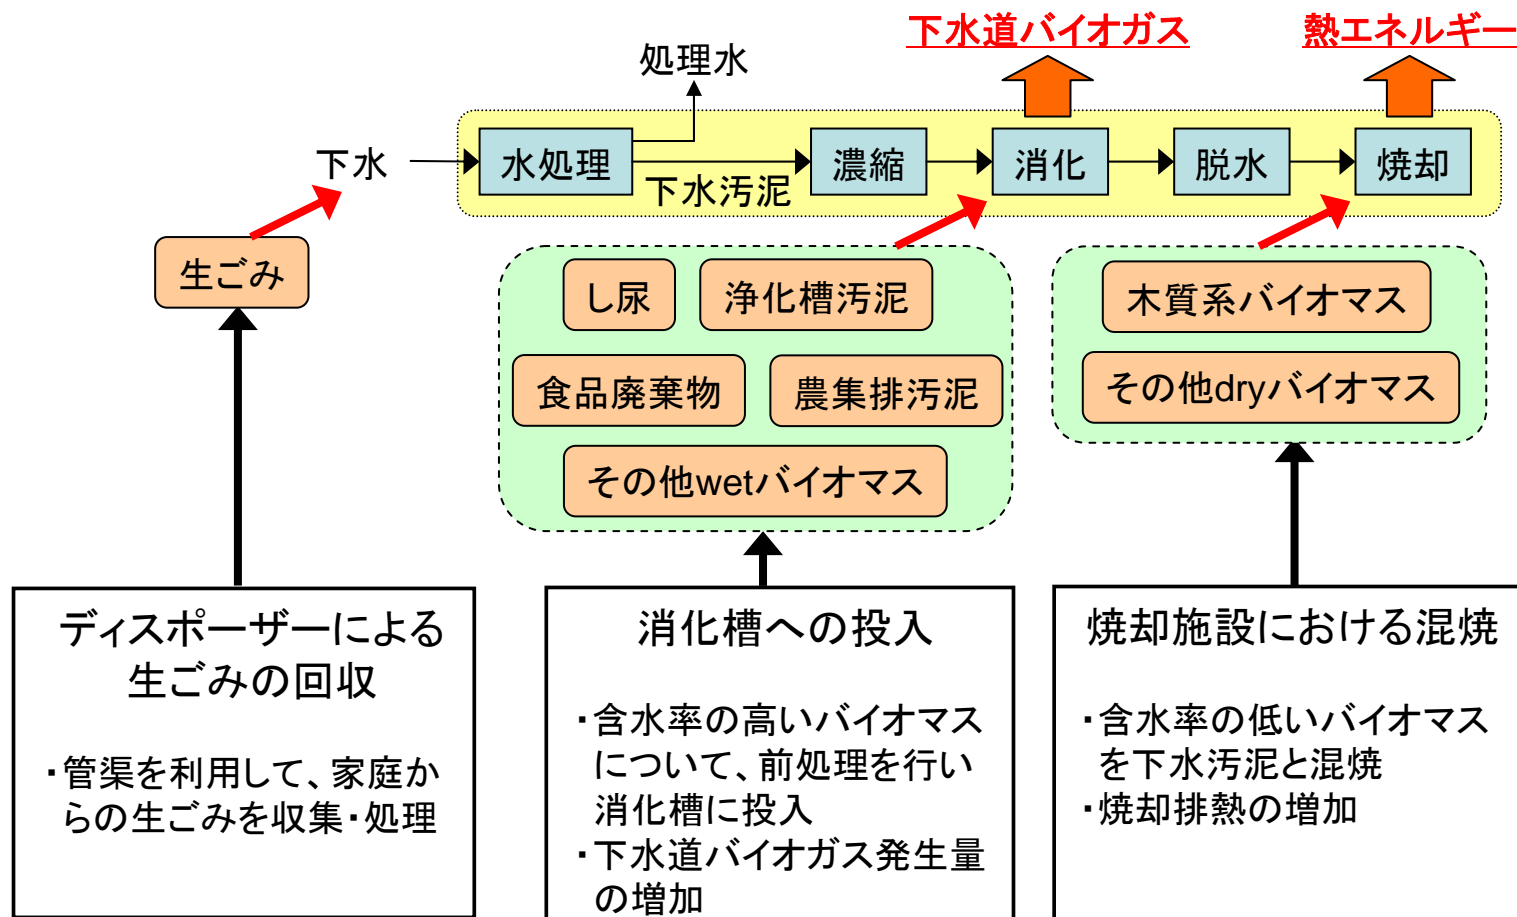 下水道バイオガス
熱エネルギー
処理水
下水
水処理
下水汚泥
濃縮
消化
脱水
焼却
生ごみ
し尿
浄化槽汚泥
食品廃棄物
農集排汚泥
その他wetバイオマス
木質系バイオマス
その他dryバイオマス
ディスポーザーによる
生ごみの回収
・管渠を利用して、家庭か
らの生ごみを収集・処理
消化槽への投入
・含水率の高いバイオマス
について、前処理を行い
消化槽に投入
・下水道バイオガス発生量
の増加
焼却施設における混焼
・含水率の低いバイオマス
を下水汚泥と混焼
・焼却排熱の増加